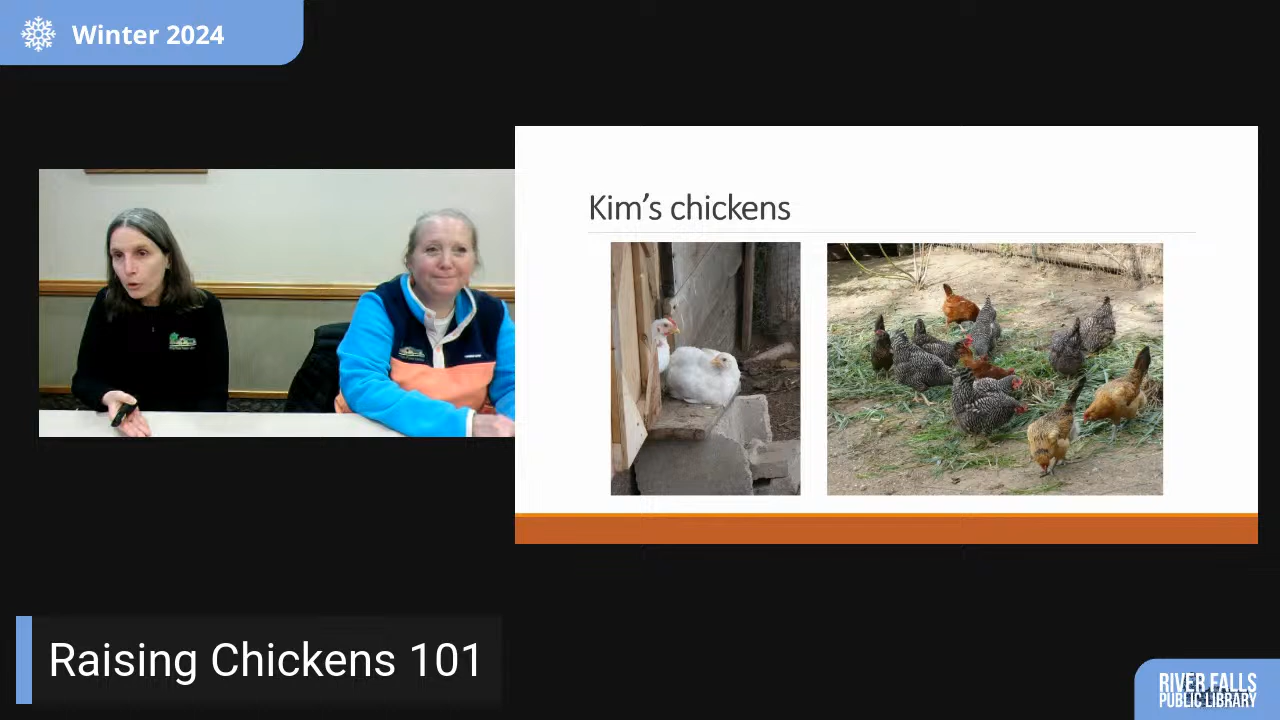 Winter 2024
Kim's chickens
Raising Chickens 101
RIVER FALLS
PUBLIC LIBRARY